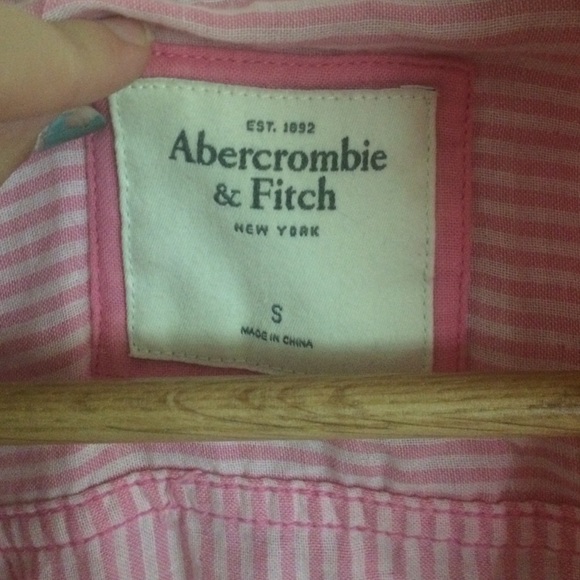 EST. 1892
Abercrombie
& Fitch
NEW YORK
S
MADE IN CHINA